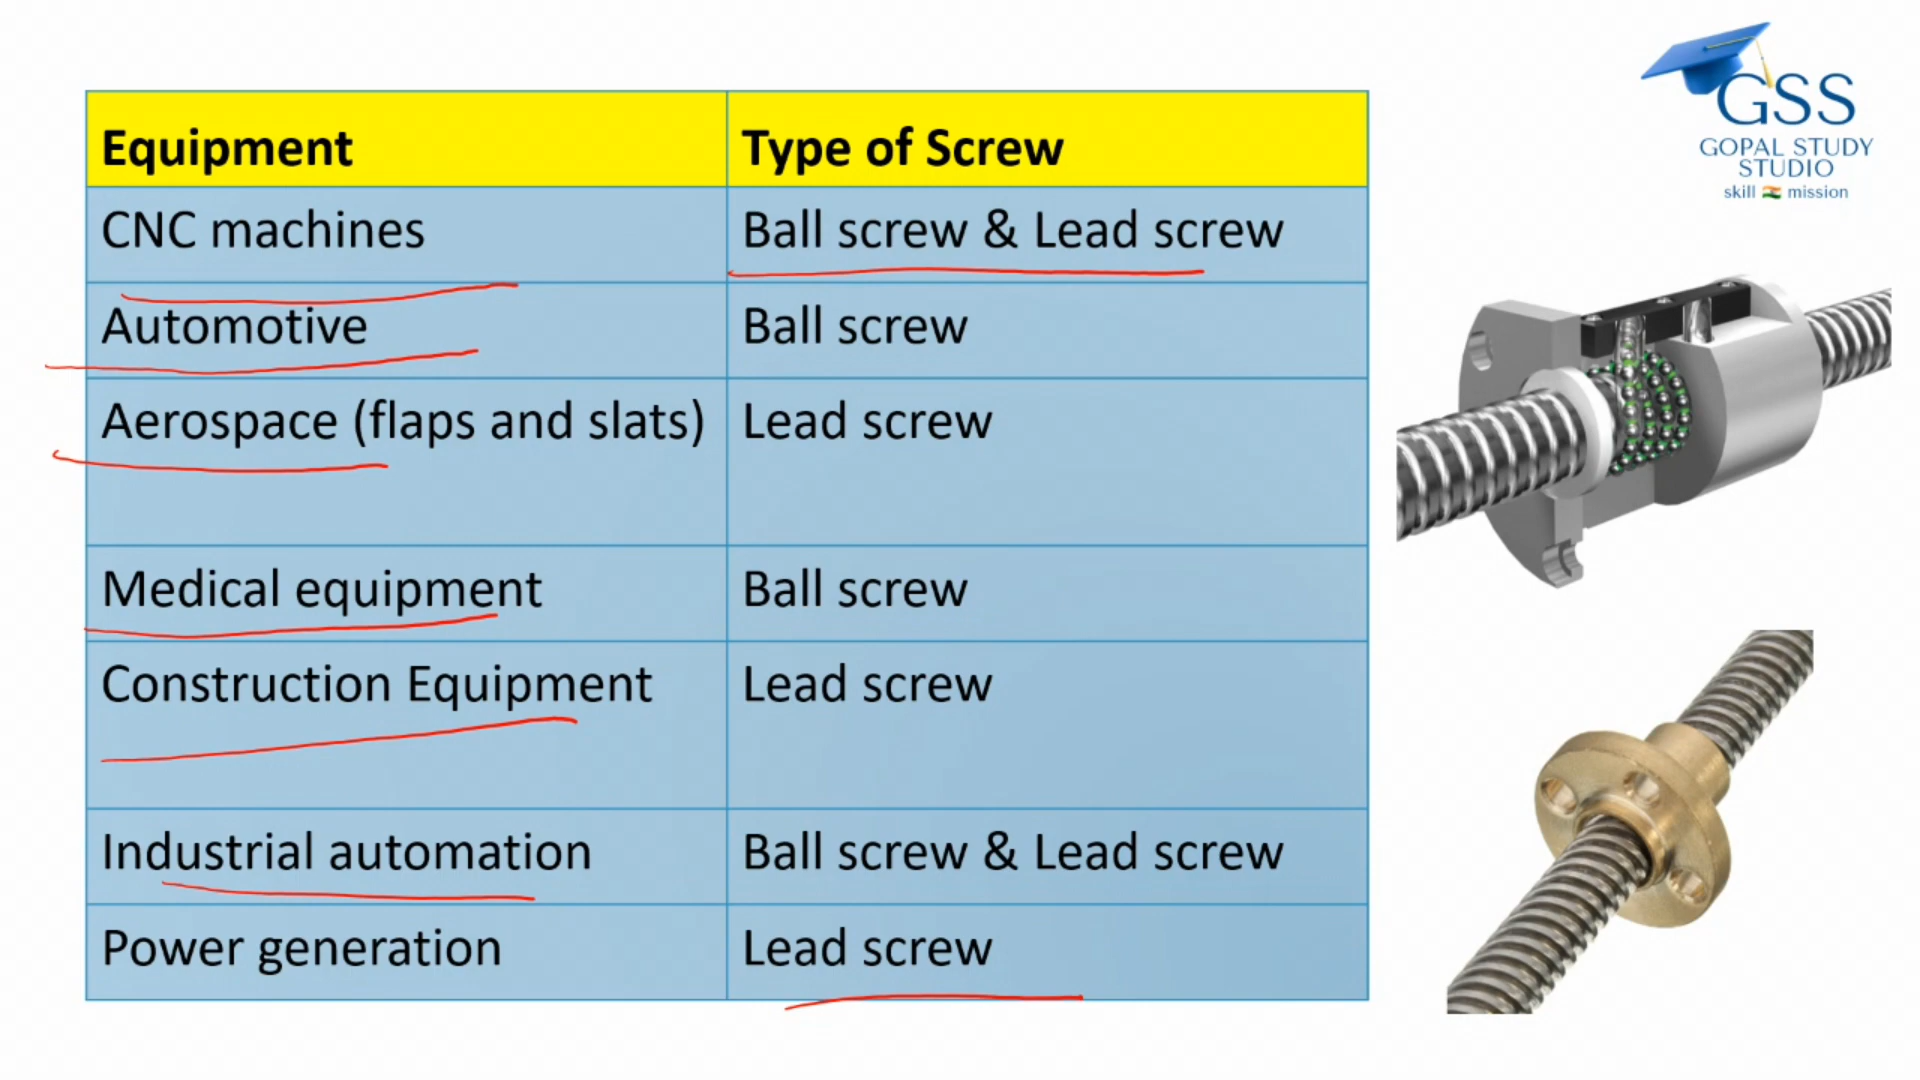 GSS
GOPAL STUDY
STUDIO
skill mission
Equipment Type of Screw
CNC machines Ball screw & Lead screw
Automotive Ball screw
Aerospace (flaps and slats) Lead screw
Medical equipment Ball screw
Construction Equipment Lead screw
Industrial automation Ball screw & Lead screw
Power generation Lead screw